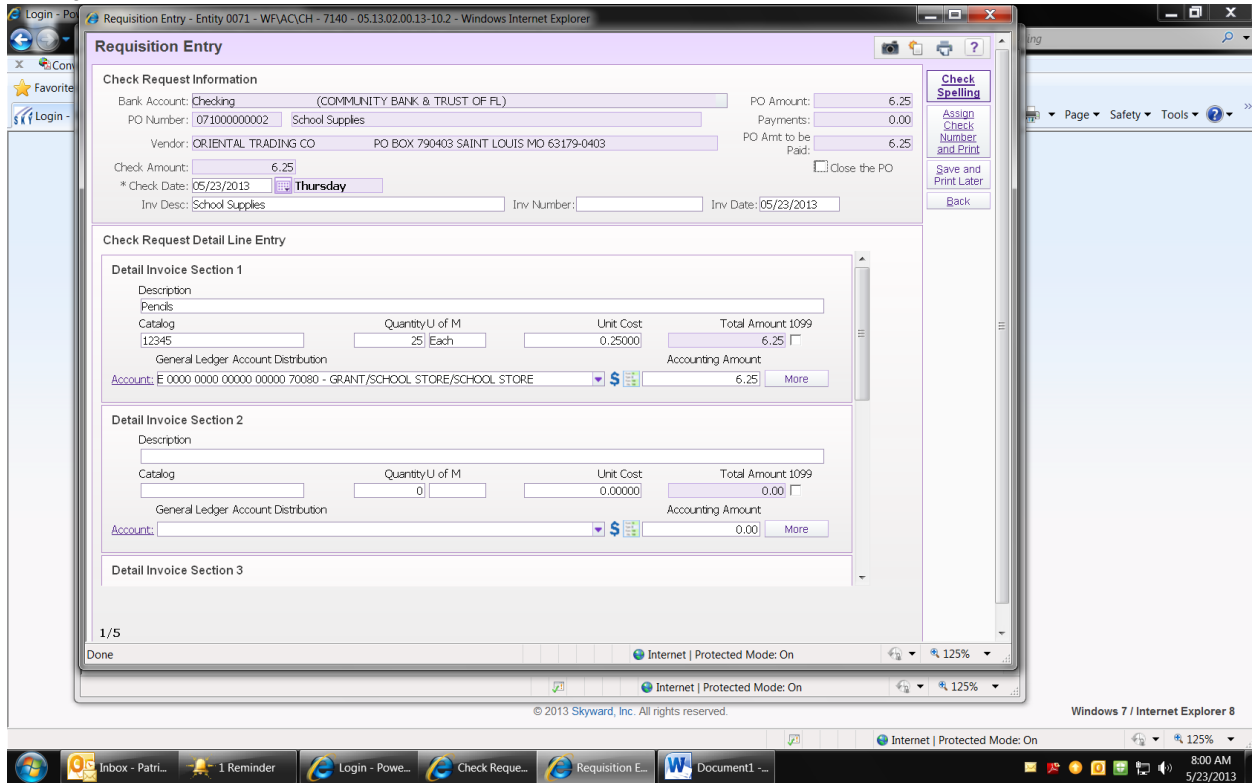 Login - Po
Requisition Entry - Entity 0071 - WF\AC\CH - 7140 - 05.13.02.00.13-10.2 - Windows Internet Explorer
ing
Requisition Entry
X Con
Favorite
Login -
Page Safety Tools
Check Request Information
Bank Account: Checking (COMMUNITY BANK & TRUST OF FL) PO Amount: 6.25
PO Number: 071000000002 School Supplies Payments: 0.00
Vendor: ORIENTAL TRADING CO PO BOX 790403 SAINT LOUIS MO 63179-0403 PO Amt to be Paid: 6.25
Check Amount: 6.25 Close the PO
* Check Date: 05/23/2013 Thursday
Inv Desc: School Supplies Inv Number: Inv Date: 05/23/2013
Check Spelling
Assign Check Number and Print
Save and Print Later
Back
Check Request Detail Line Entry
Detail Invoice Section 1
Description
Pencils
Catalog Quantity U of M Unit Cost Total Amount 1099
12345 25 Each 0.25000 6.25
General Ledger Account Distribution Accounting Amount
Account: E 0000 0000 00000 00000 70080 - GRANT/SCHOOL STORE/SCHOOL STORE $ 6.25 More
Detail Invoice Section 2
Description
Catalog Quantity U of M Unit Cost Total Amount 1099
0 0.00000 0.00
General Ledger Account Distribution Accounting Amount
Account: $ 0.00 More
Detail Invoice Section 3
1/5
Done Internet | Protected Mode: On 125%
Internet | Protected Mode: On 125%
© 2013 Skyward, Inc. All rights reserved. Windows 7 / Internet Explorer 8
Internet | Protected Mode: On 125%
Inbox - Patri... 1 Reminder Login - Powe... Check Reque... Requisition E... Document1 -...
8:00 AM
5/23/2013